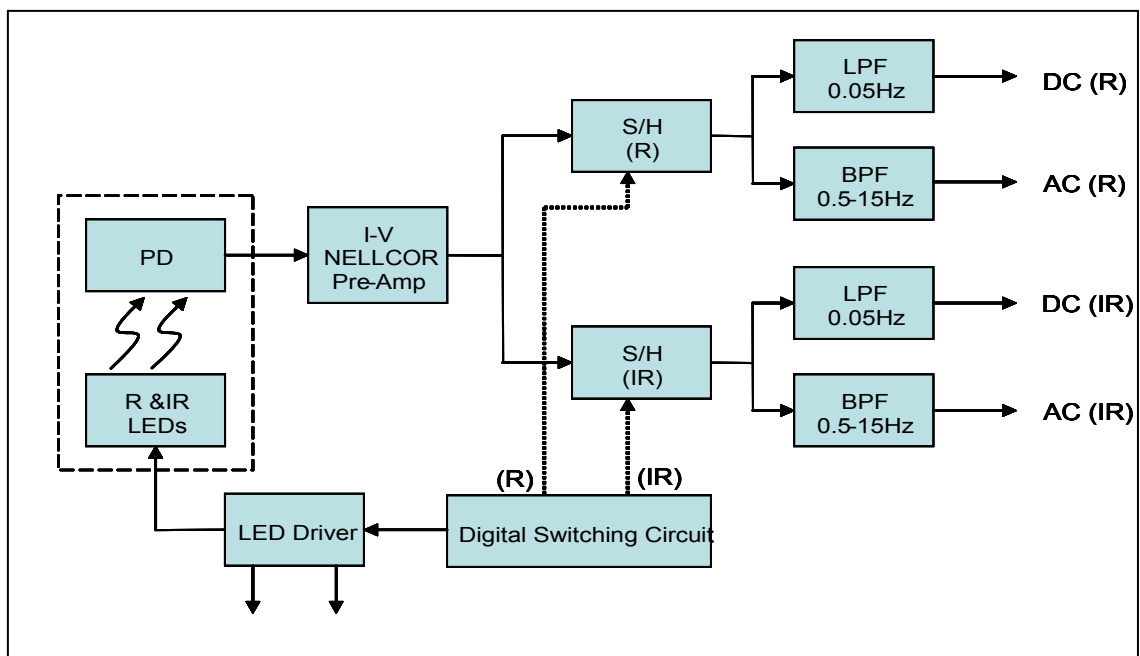 LPF
0.05Hz
DC (R)
S/H
(R)
BPF
0.5-15Hz
AC (R)
PD
I-V
NELLCOR
Pre-Amp
LPF
0.05Hz
DC (IR)
S/H
(IR)
R &IR
LEDs
BPF
0.5-15Hz
AC (IR)
(R)
(IR)
LED Driver
Digital Switching Circuit